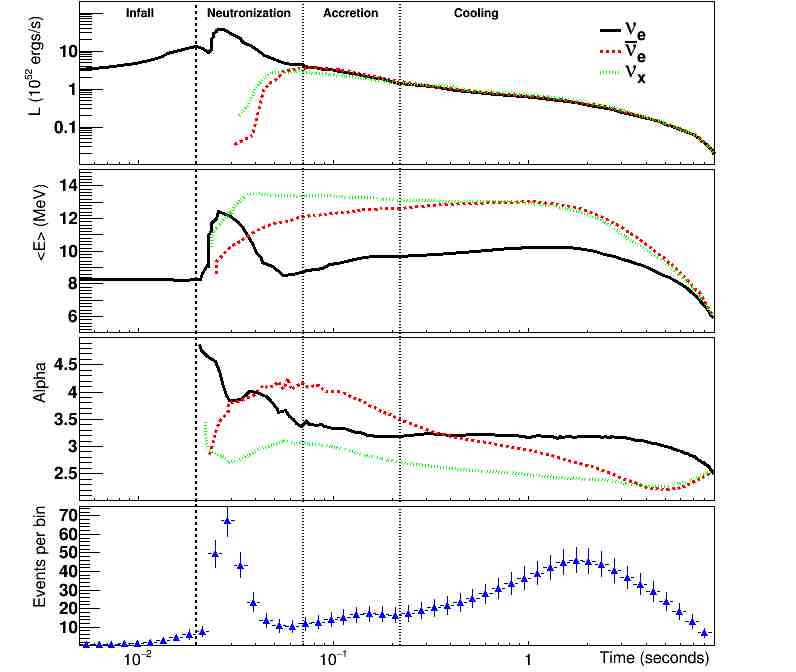 Infall Neutronization Accretion Cooling
L (10^52 ergs/s)
10
1
0.1
ν_e
ν̅_e
ν_x
<E> (MeV)
14
12
10
8
6
Alpha
4.5
4
3.5
3
2.5
Events per bin
70
60
50
40
30
20
10
10^−2 10^−1 1
Time (seconds)